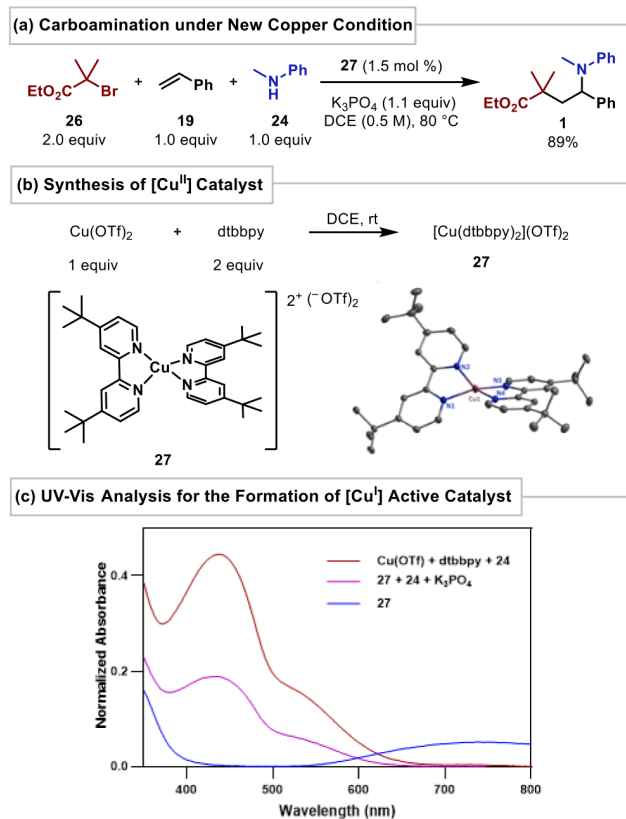 (a) Carboamination under New Copper Condition
EtO₂C Br + Ph + N H Ph
27 (1.5 mol %)
K₃PO₄ (1.1 equiv)
DCE (0.5 M), 80 °C
26 19 24
2.0 equiv 1.0 equiv 1.0 equiv
N Ph
EtO₂C Ph
1
89%
(b) Synthesis of [Cuᴵᴵ] Catalyst
Cu(OTf)₂ + dtbbpy DCE, rt [Cu(dtbbpy)₂](OTf)₂
1 equiv 2 equiv 27
2⁺ (⁻OTf)₂
N N
Cu
N N
27
N2
N3
N4
N1 Cu1
(c) UV-Vis Analysis for the Formation of [Cuᴵ] Active Catalyst
Cu(OTf) + dtbbpy + 24
27 + 24 + K₃PO₄
27
Normalized Absorbance
0.4
0.2
0.0
400 500 600 700 800
Wavelength (nm)